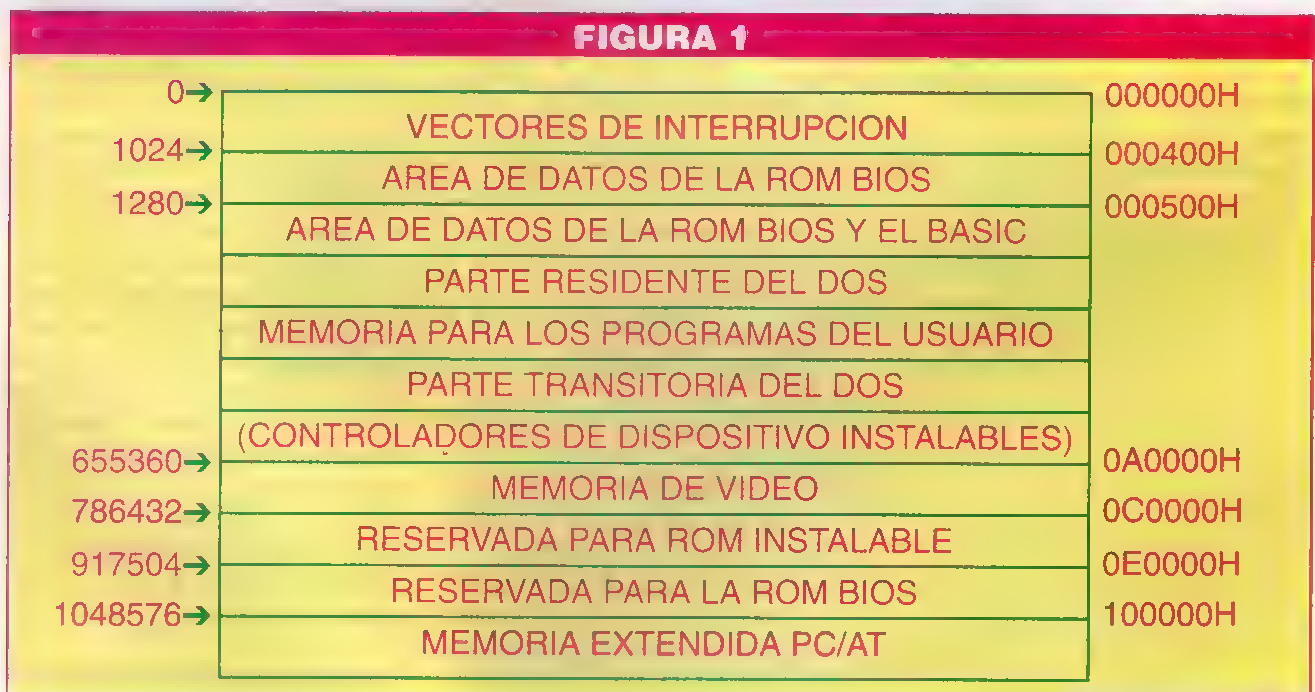 FIGURA 1
0→ 000000H
VECTORES DE INTERRUPCION
1024→ 000400H
AREA DE DATOS DE LA ROM BIOS
1280→ 000500H
AREA DE DATOS DE LA ROM BIOS Y EL BASIC
PARTE RESIDENTE DEL DOS
MEMORIA PARA LOS PROGRAMAS DEL USUARIO
PARTE TRANSITORIA DEL DOS
(CONTROLADORES DE DISPOSITIVO INSTALABLES)
655360→ 0A0000H
MEMORIA DE VIDEO
786432→ 0C0000H
RESERVADA PARA ROM INSTALABLE
917504→ 0E0000H
RESERVADA PARA LA ROM BIOS
1048576→ 100000H
MEMORIA EXTENDIDA PC/AT